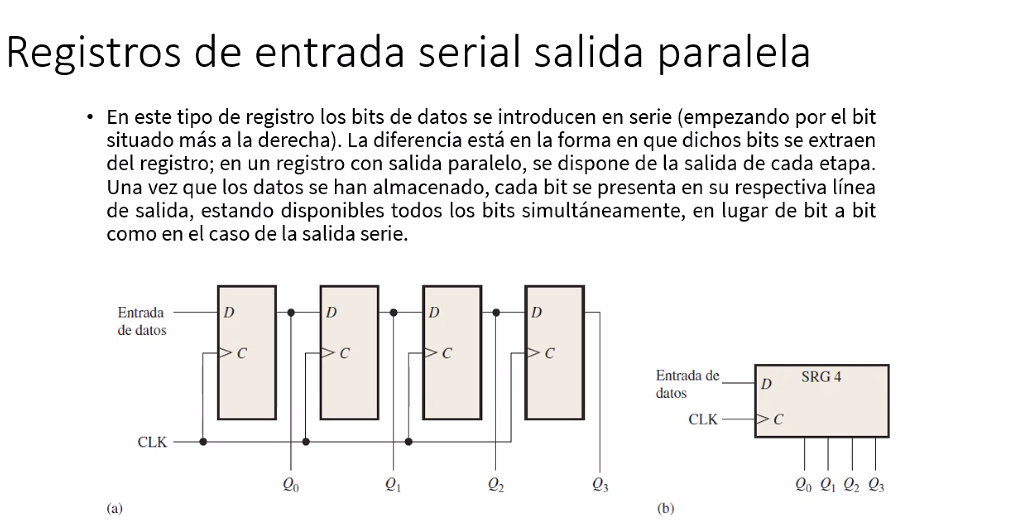 Registros de entrada serial salida paralela
• En este tipo de registro los bits de datos se introducen en serie (empezando por el bit
situado más a la derecha). La diferencia está en la forma en que dichos bits se extraen
del registro; en un registro con salida paralelo, se dispone de la salida de cada etapa.
Una vez que los datos se han almacenado, cada bit se presenta en su respectiva línea
de salida, estando disponibles todos los bits simultáneamente, en lugar de bit a bit
como en el caso de la salida serie.
Entrada
de datos
D
D
D
D
C
C
C
C
CLK
Q0 Q1 Q2 Q3
(a)
Entrada de
datos
D
SRG 4
CLK
C
Q0 Q1 Q2 Q3
(b)